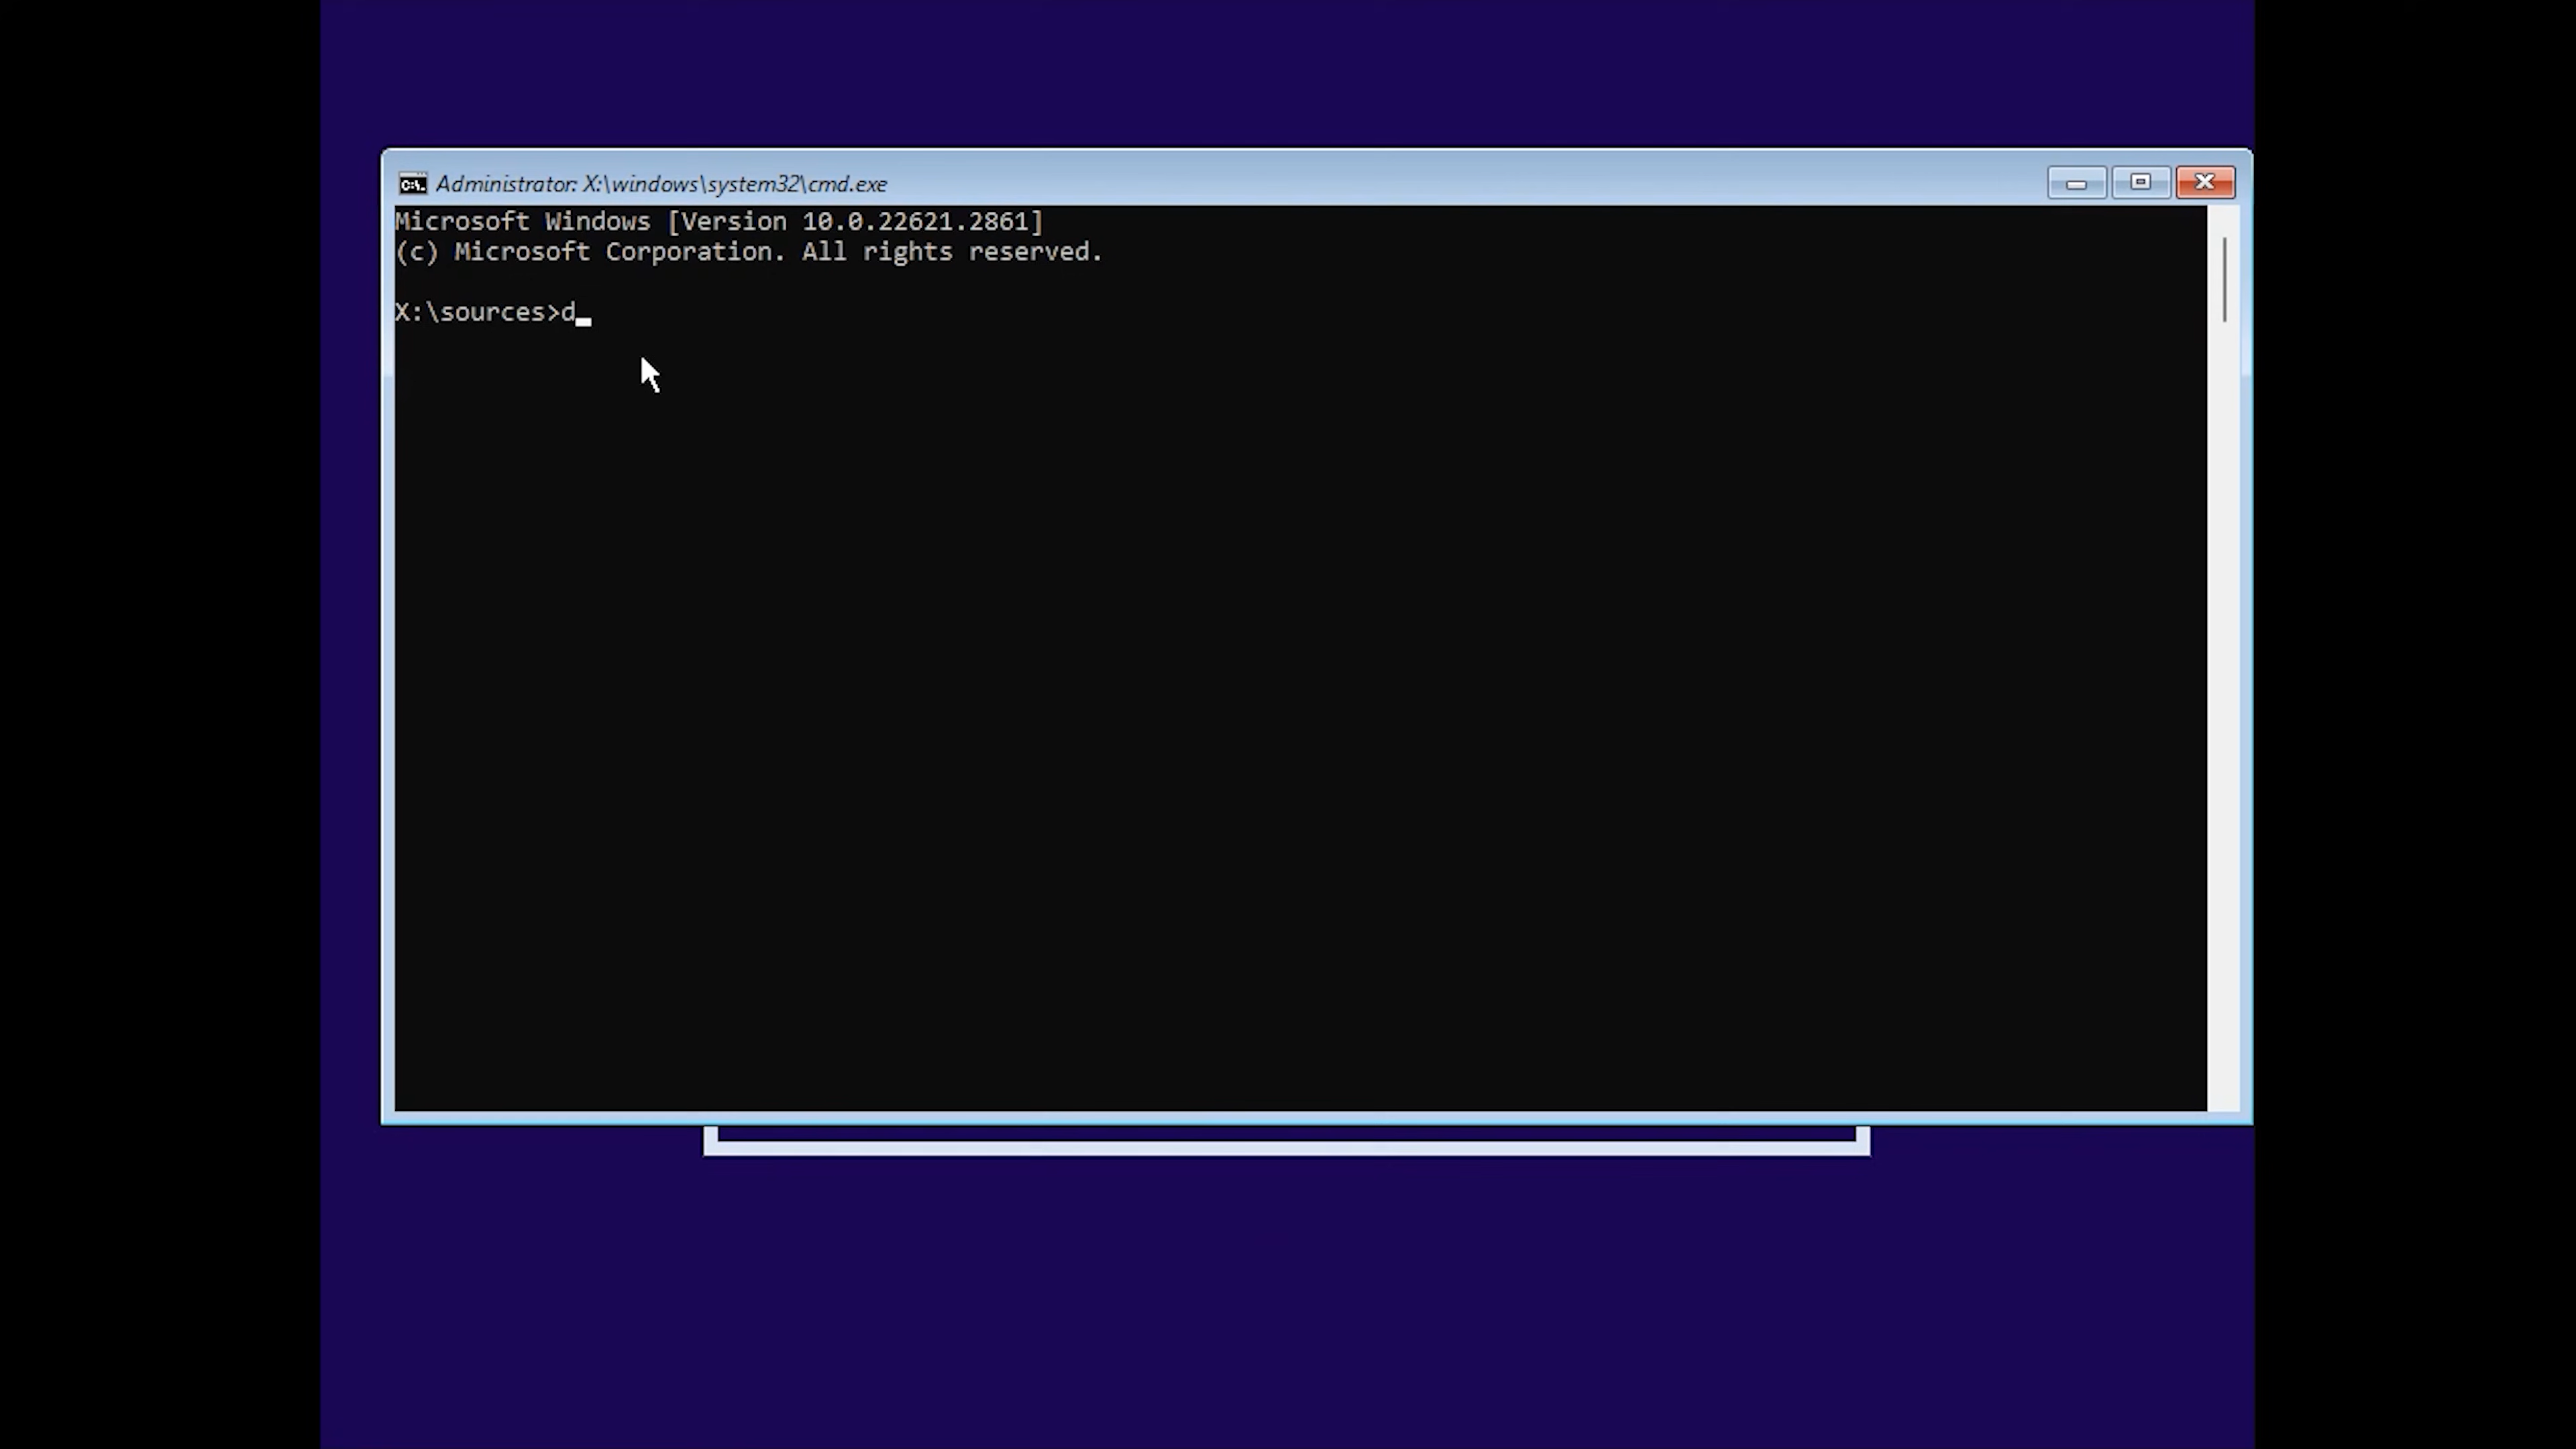 Administrator: X:\windows\system32\cmd.exe
Microsoft Windows [Version 10.0.22621.2861]
(c) Microsoft Corporation. All rights reserved.
X:\sources>d